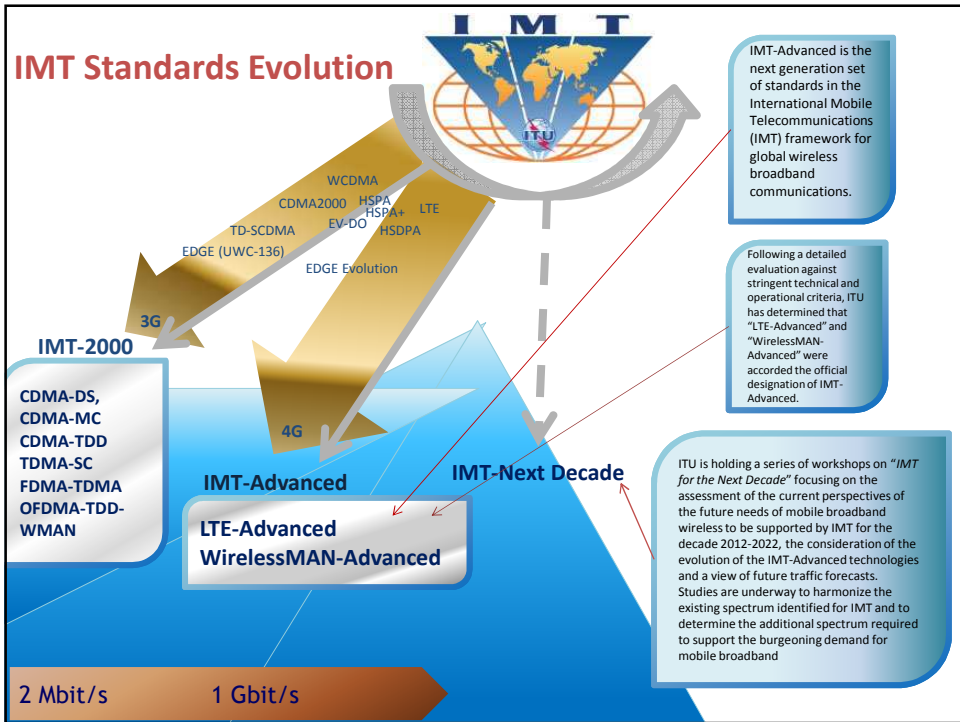 I M T
IMT Standards Evolution
ITU
IMT-Advanced is the
next generation set
of standards in the
International Mobile
Telecommunications
(IMT) framework for
global wireless
broadband
communications.
WCDMA
CDMA2000 HSPA
HSPA+ LTE
TD-SCDMA EV-DO HSDPA
EDGE (UWC-136)
EDGE Evolution
Following a detailed
evaluation against
stringent technical and
operational criteria, ITU
has determined that
“LTE-Advanced” and
“WirelessMAN-
Advanced” were
accorded the official
designation of IMT-
Advanced.
3G
IMT-2000
CDMA-DS,
CDMA-MC
CDMA-TDD
TDMA-SC
FDMA-TDMA
OFDMA-TDD-
WMAN
4G
IMT-Advanced
LTE-Advanced
WirelessMAN-Advanced
IMT-Next Decade
ITU is holding a series of workshops on “IMT
for the Next Decade” focusing on the
assessment of the current perspectives of
the future needs of mobile broadband
wireless to be supported by IMT for the
decade 2012-2022, the consideration of the
evolution of the IMT-Advanced technologies
and a view of future traffic forecasts.
Studies are underway to harmonize the
existing spectrum identified for IMT and to
determine the additional spectrum required
to support the burgeoning demand for
mobile broadband
2 Mbit/s 1 Gbit/s